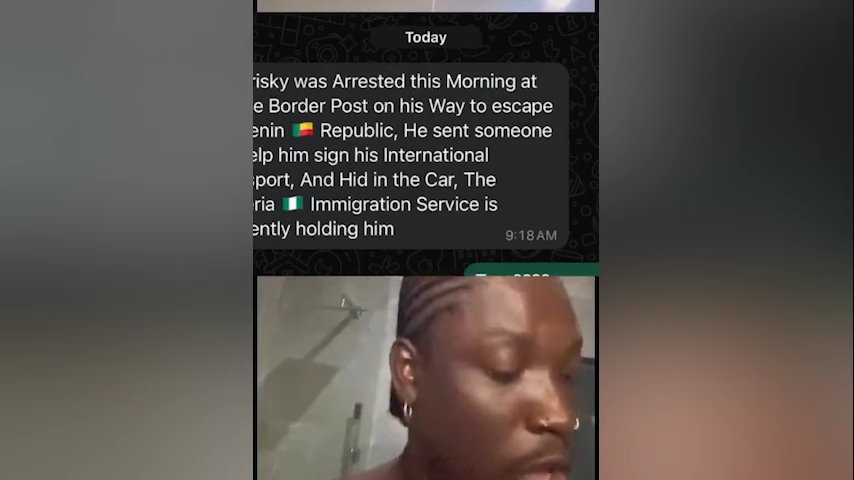 Today
risky was Arrested this Morning at
e Border Post on his Way to escape
enin 🇧🇯 Republic, He sent someone
elp him sign his International
sport, And Hid in the Car, The
eria 🇳🇬 Immigration Service is
ently holding him
9:18 AM